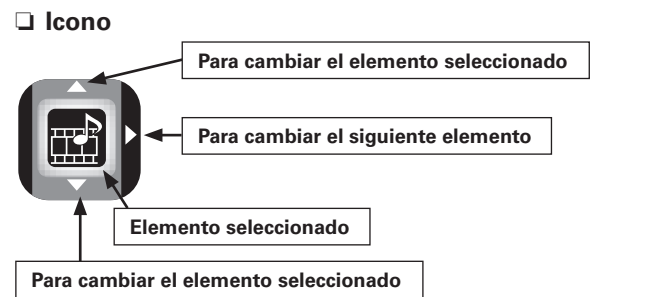 ❏ Icono
Para cambiar el elemento seleccionado
Para cambiar el siguiente elemento
Elemento seleccionado
Para cambiar el elemento seleccionado